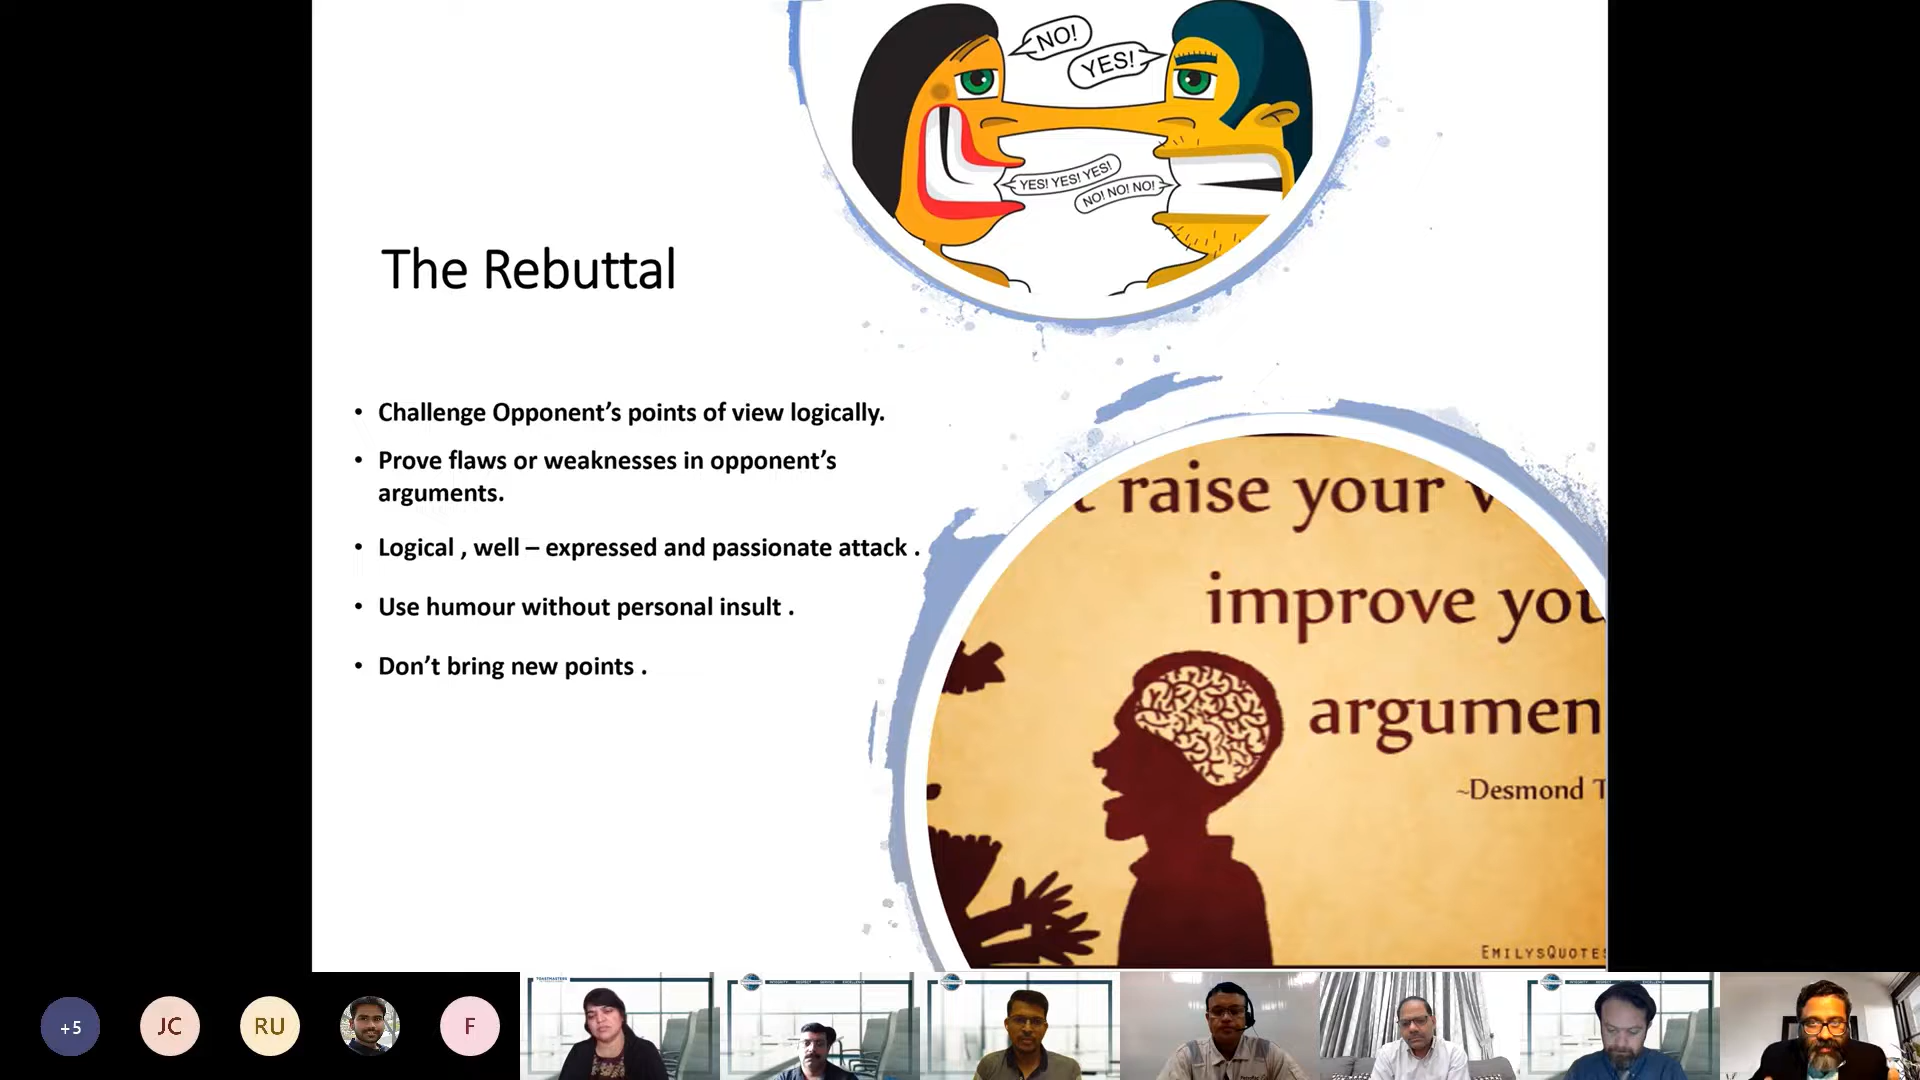 NO!
YES!
YES! YES! YES!
NO! NO! NO!
The Rebuttal
• Challenge Opponent’s points of view logically.
• Prove flaws or weaknesses in opponent’s
arguments.
• Logical , well – expressed and passionate attack .
• Use humour without personal insult .
• Don’t bring new points .
raise your
improve you
argumen
~Desmond T
EMILYSQUOTES
+5
JC
RU
F